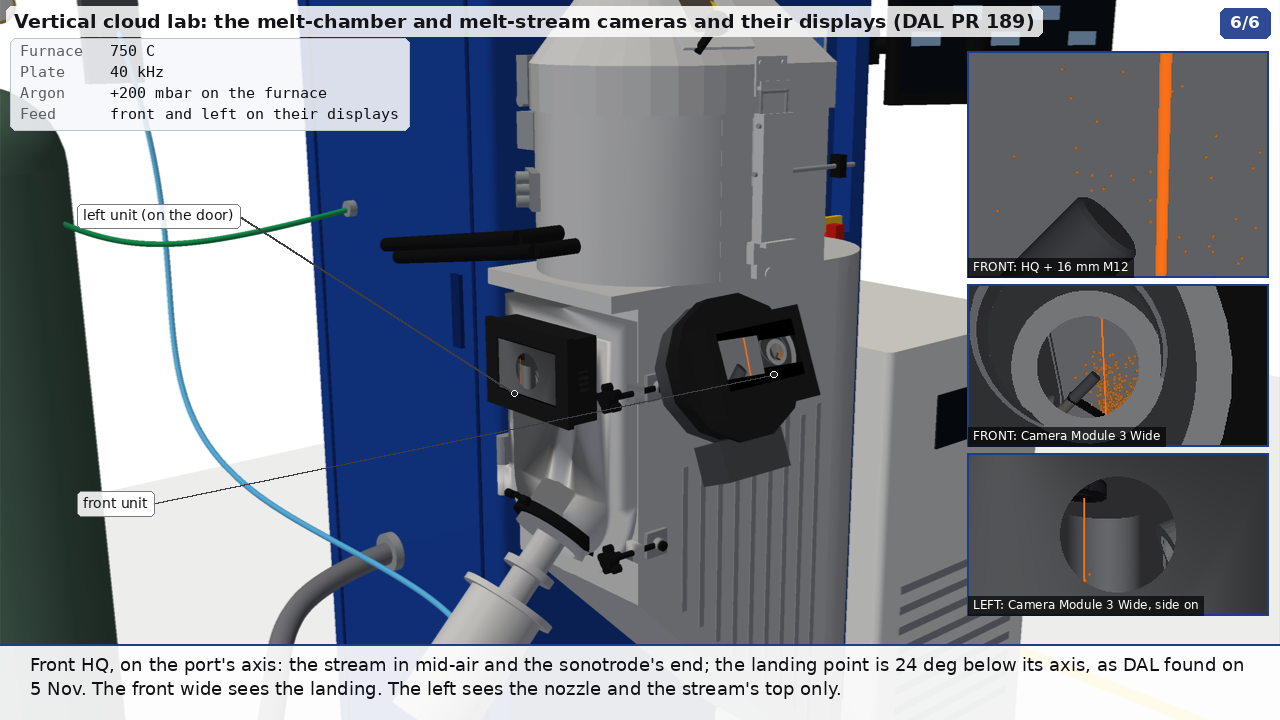 Vertical cloud lab: the melt-chamber and melt-stream cameras and their displays (DAL PR 189)
6/6
Furnace 750 C
Plate 40 kHz
Argon +200 mbar on the furnace
Feed front and left on their displays
left unit (on the door)
front unit
FRONT: HQ + 16 mm M12
FRONT: Camera Module 3 Wide
LEFT: Camera Module 3 Wide, side on
Front HQ, on the port's axis: the stream in mid-air and the sonotrode's end; the landing point is 24 deg below its axis, as DAL found on
5 Nov. The front wide sees the landing. The left sees the nozzle and the stream's top only.